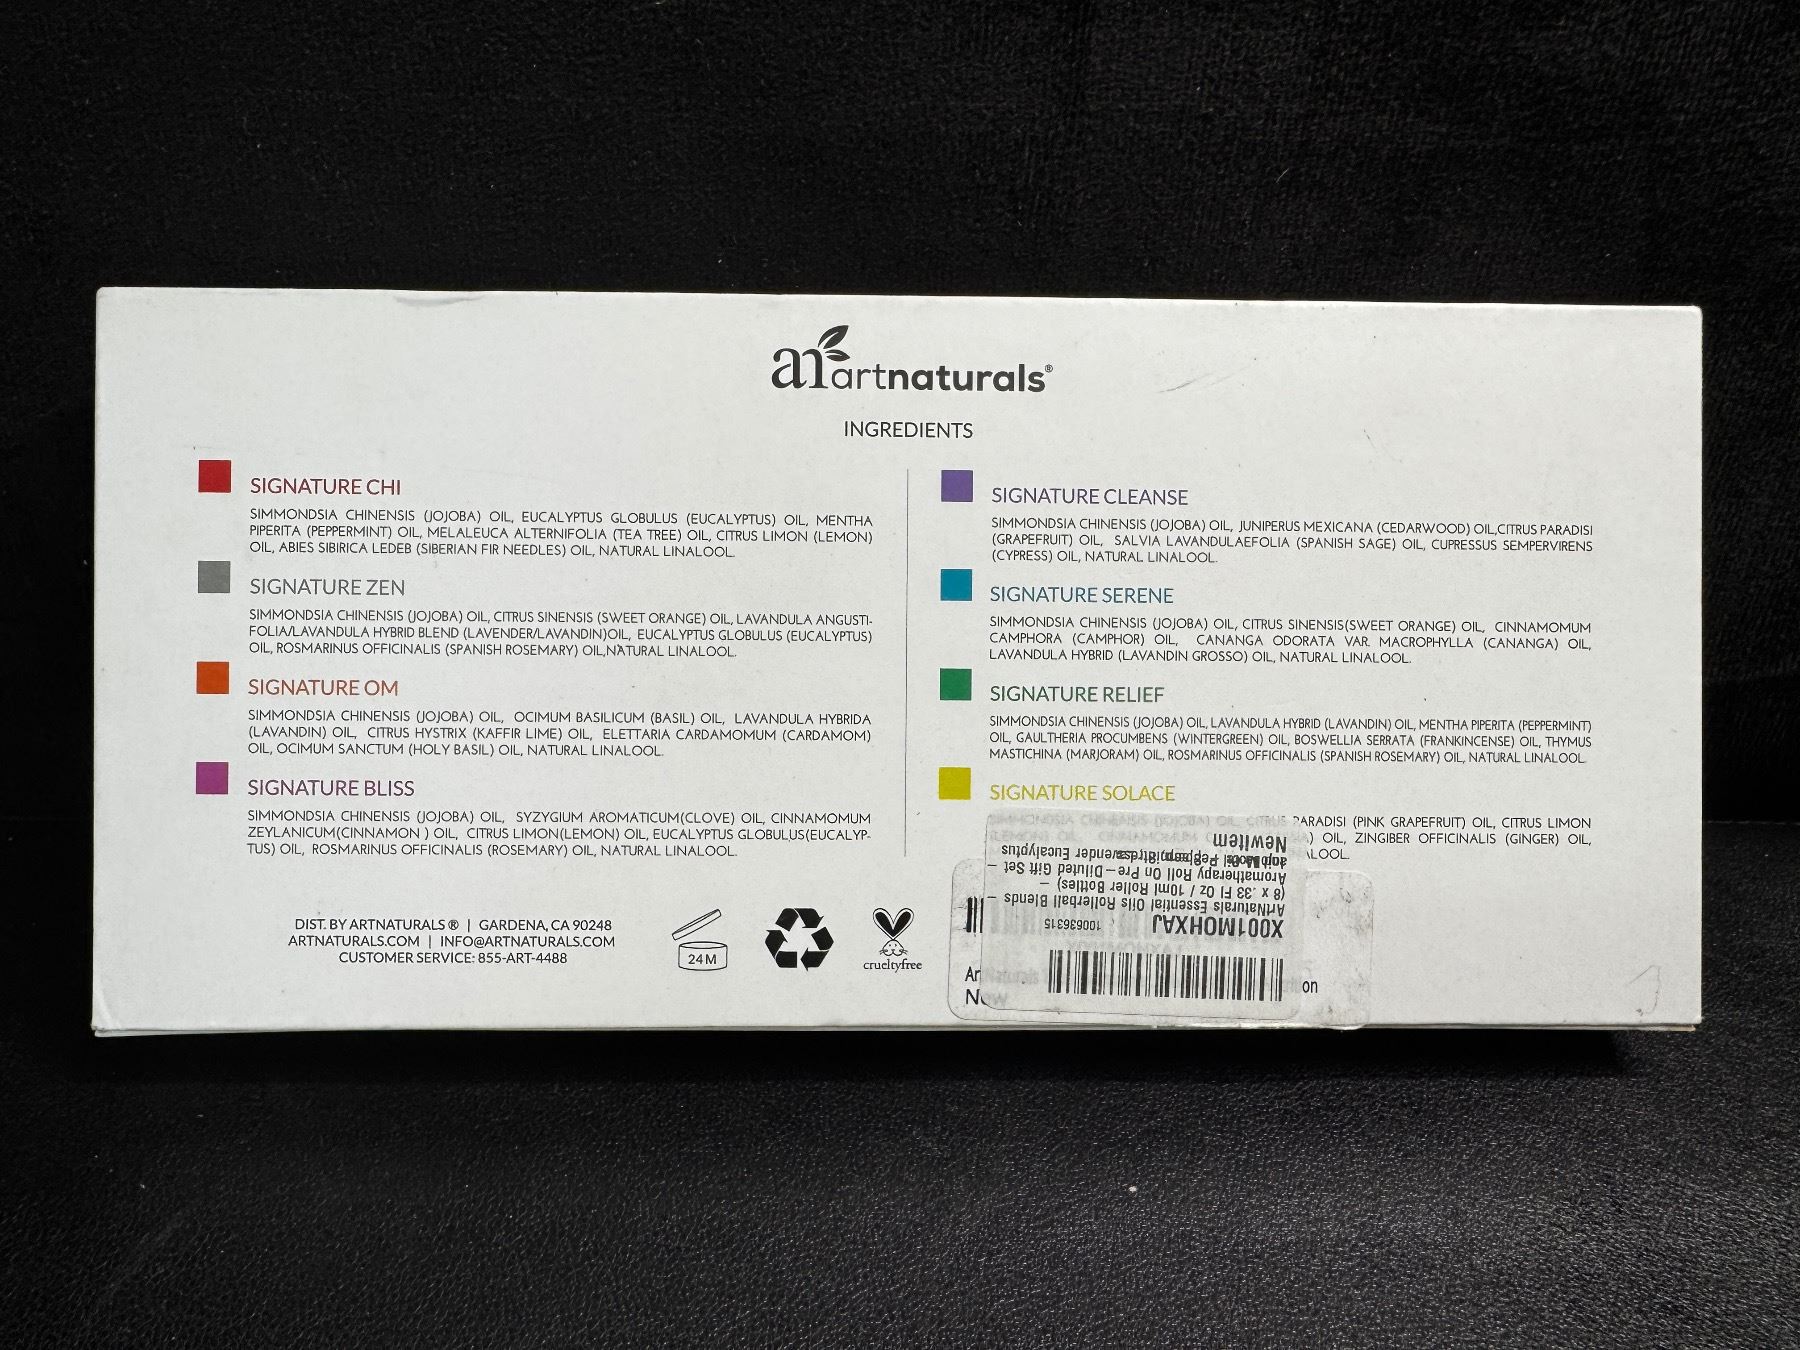 artnaturals®
INGREDIENTS
SIGNATURE CHI
SIMMONDSIA CHINENSIS (JOJOBA) OIL, EUCALYPTUS GLOBULUS (EUCALYPTUS) OIL, MENTHA
PIPERITA (PEPPERMINT) OIL, MELALEUCA ALTERNIFOLIA (TEA TREE) OIL, CITRUS LIMON (LEMON)
OIL, ABIES SIBIRICA LEDEB (SIBERIAN FIR NEEDLES) OIL, NATURAL LINALOOL.
SIGNATURE ZEN
SIMMONDSIA CHINENSIS (JOJOBA) OIL, CITRUS SINENSIS (SWEET ORANGE) OIL, LAVANDULA ANGUSTI-
FOLIA/LAVANDULA HYBRID BLEND (LAVENDER/LAVANDIN)OIL, EUCALYPTUS GLOBULUS (EUCALYPTUS)
OIL, ROSMARINUS OFFICINALIS (SPANISH ROSEMARY) OIL,NATURAL LINALOOL.
SIGNATURE OM
SIMMONDSIA CHINENSIS (JOJOBA) OIL, OCIMUM BASILICUM (BASIL) OIL, LAVANDULA HYBRIDA
(LAVANDIN) OIL, CITRUS HYSTRIX (KAFFIR LIME) OIL, ELETTARIA CARDAMOMUM (CARDAMOM)
OIL, OCIMUM SANCTUM (HOLY BASIL) OIL, NATURAL LINALOOL.
SIGNATURE BLISS
SIMMONDSIA CHINENSIS (JOJOBA) OIL, SYZYGIUM AROMATICUM(CLOVE) OIL, CINNAMOMUM
ZEYLANICUM(CINNAMON ) OIL, CITRUS LIMON(LEMON) OIL, EUCALYPTUS GLOBULUS(EUCALYP-
TUS) OIL, ROSMARINUS OFFICINALIS (ROSEMARY) OIL, NATURAL LINALOOL.
SIGNATURE CLEANSE
SIMMONDSIA CHINENSIS (JOJOBA) OIL, JUNIPERUS MEXICANA (CEDARWOOD) OIL,CITRUS PARADISI
(GRAPEFRUIT) OIL, SALVIA LAVANDULAEFOLIA (SPANISH SAGE) OIL, CUPRESSUS SEMPERVIRENS
(CYPRESS) OIL, NATURAL LINALOOL.
SIGNATURE SERENE
SIMMONDSIA CHINENSIS (JOJOBA) OIL, CITRUS SINENSIS(SWEET ORANGE) OIL, CINNAMOMUM
CAMPHORA (CAMPHOR) OIL, CANANGA ODORATA VAR. MACROPHYLLA (CANANGA) OIL,
LAVANDULA HYBRID (LAVANDIN GROSSO) OIL, NATURAL LINALOOL.
SIGNATURE RELIEF
SIMMONDSIA CHINENSIS (JOJOBA) OIL, LAVANDULA HYBRID (LAVANDIN) OIL, MENTHA PIPERITA (PEPPERMINT)
OIL, GAULTHERIA PROCUMBENS (WINTERGREEN) OIL, BOSWELLIA SERRATA (FRANKINCENSE) OIL, THYMUS
MASTICHINA (MARJORAM) OIL, ROSMARINUS OFFICINALIS (SPANISH ROSEMARY) OIL, NATURAL LINALOOL.
SIGNATURE SOLACE
SIMMONDSIA CHINENSIS (JOJOBA) OIL, CITRUS PARADISI (PINK GRAPEFRUIT) OIL, CITRUS LIMON
(LEMON) OIL, OIL, ZINGIBER OFFICINALIS (GINGER) OIL,
DIST. BY ARTNATURALS ® | GARDENA, CA 90248
ARTNATURALS.COM | INFO@ARTNATURALS.COM
CUSTOMER SERVICE: 855-ART-4488
24M
crueltyfree
10036315
X001MOHXAJ
ArtNaturals Essential Oils Rollerball Blends –
(8 x .33 Fl Oz / 10ml Roller Bottles) –
Aromatherapy Roll On Pre – Diluted Gift Set –
Lavender Eucalyptus
NewItem